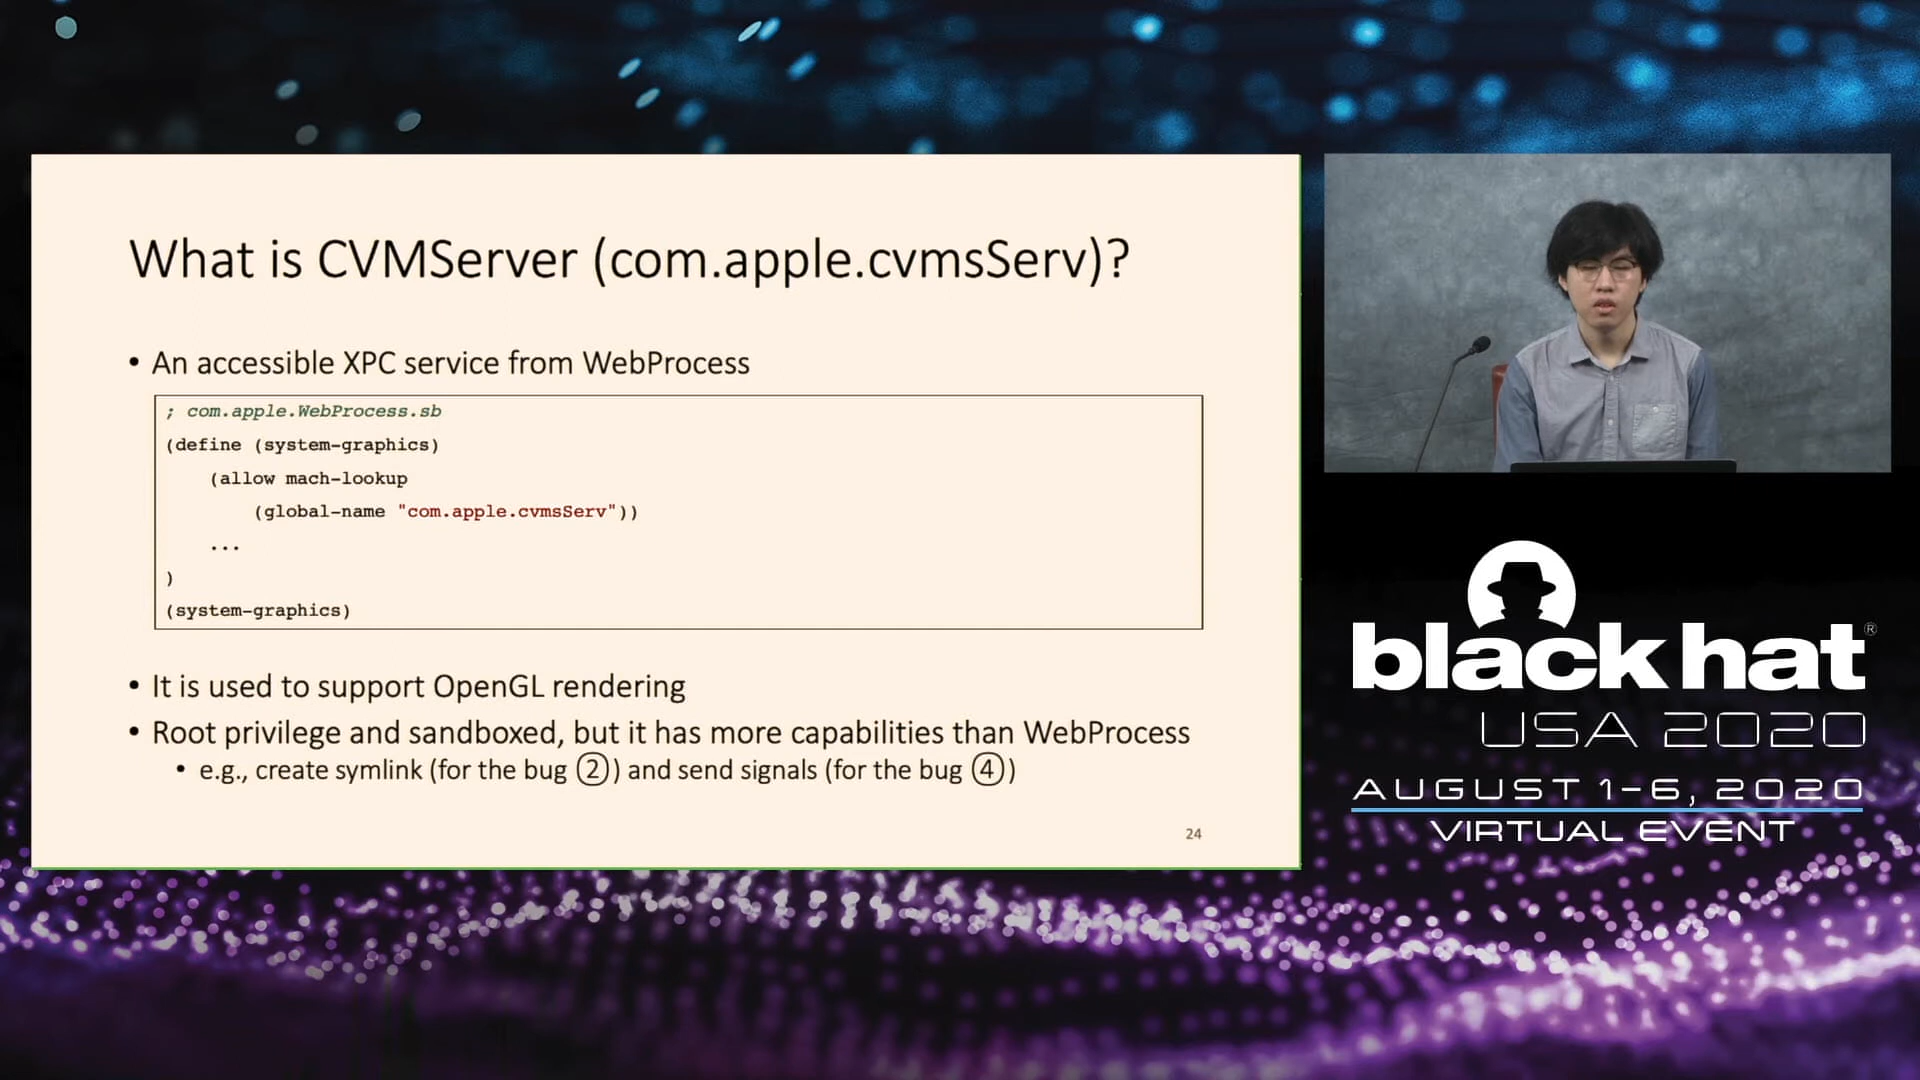 What is CVMServer (com.apple.cvmsServ)?
• An accessible XPC service from WebProcess
; com.apple.WebProcess.sb
(define (system-graphics)
(allow mach-lookup
(global-name "com.apple.cvmsServ"))
...
)
(system-graphics)
• It is used to support OpenGL rendering
• Root privilege and sandboxed, but it has more capabilities than WebProcess
• e.g., create symlink (for the bug ②) and send signals (for the bug ④)
24
black hat®
USA 2020
AUGUST 1-6, 2020
VIRTUAL EVENT